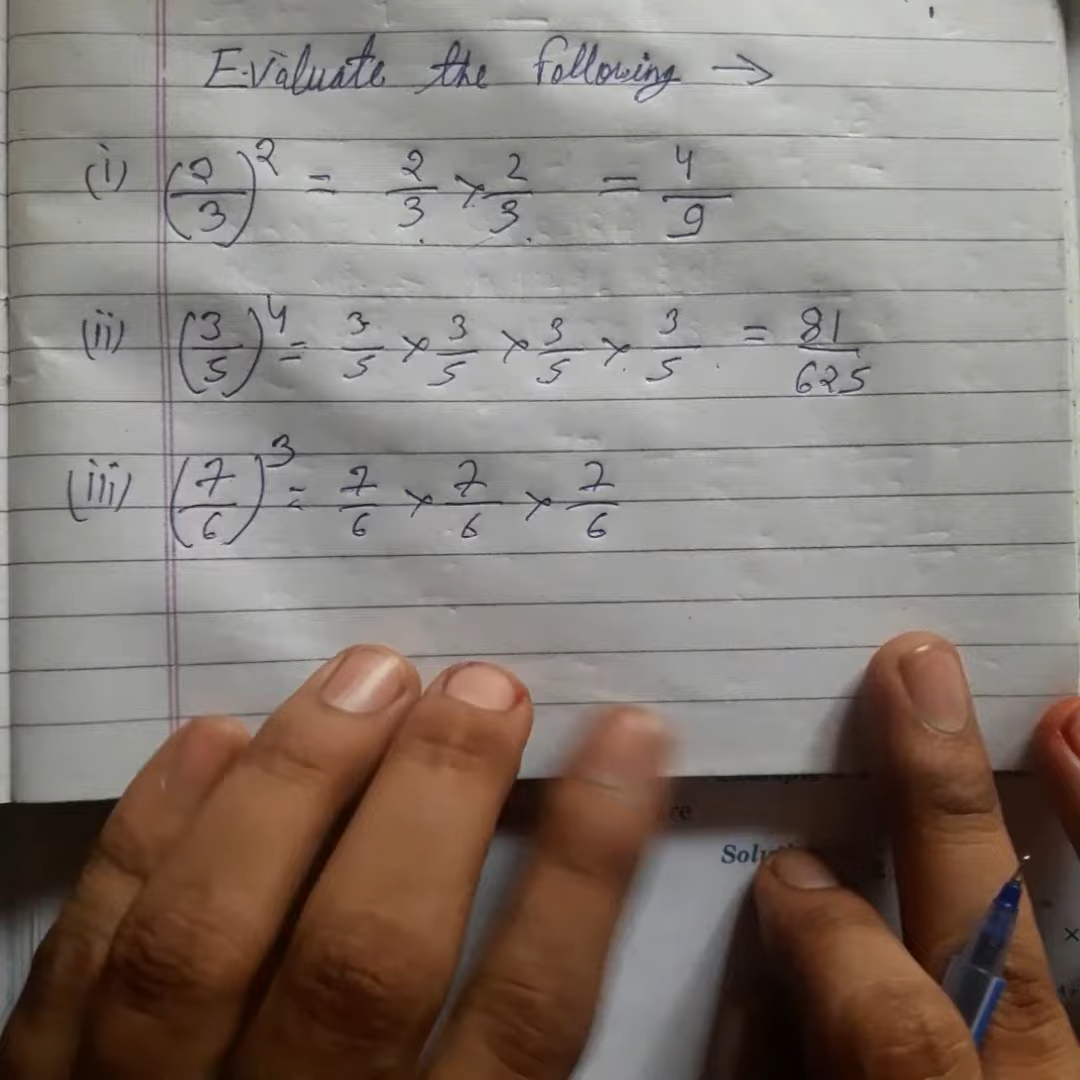 Evaluate the following →
(i) (2/3)² = 2/3 × 2/3 = 4/9
(ii) (3/5)⁴ = 3/5 × 3/5 × 3/5 × 3/5 = 81/625
(iii) (7/6)³ = 7/6 × 7/6 × 7/6
×